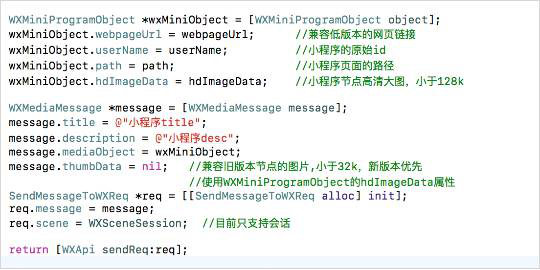 WXMiniProgramObject *wxMiniObject = [WXMiniProgramObject object];
wxMiniObject.webpageUrl = webpageUrl; //兼容低版本的网页链接
wxMiniObject.userName = userName; //小程序的原始id
wxMiniObject.path = path; //小程序页面的路径
wxMiniObject.hdImageData = hdImageData; //小程序节点高清大图，小于128k
WXMediaMessage *message = [WXMediaMessage message];
message.title = @"小程序title";
message.description = @"小程序desc";
message.mediaObject = wxMiniObject;
message.thumbData = nil; //兼容旧版本节点的图片,小于32k，新版本优先
//使用WXMiniProgramObject的hdImageData属性
SendMessageToWXReq *req = [[SendMessageToWXReq alloc] init];
req.message = message;
req.scene = WXSceneSession; //目前只支持会话
return [WXApi sendReq:req];